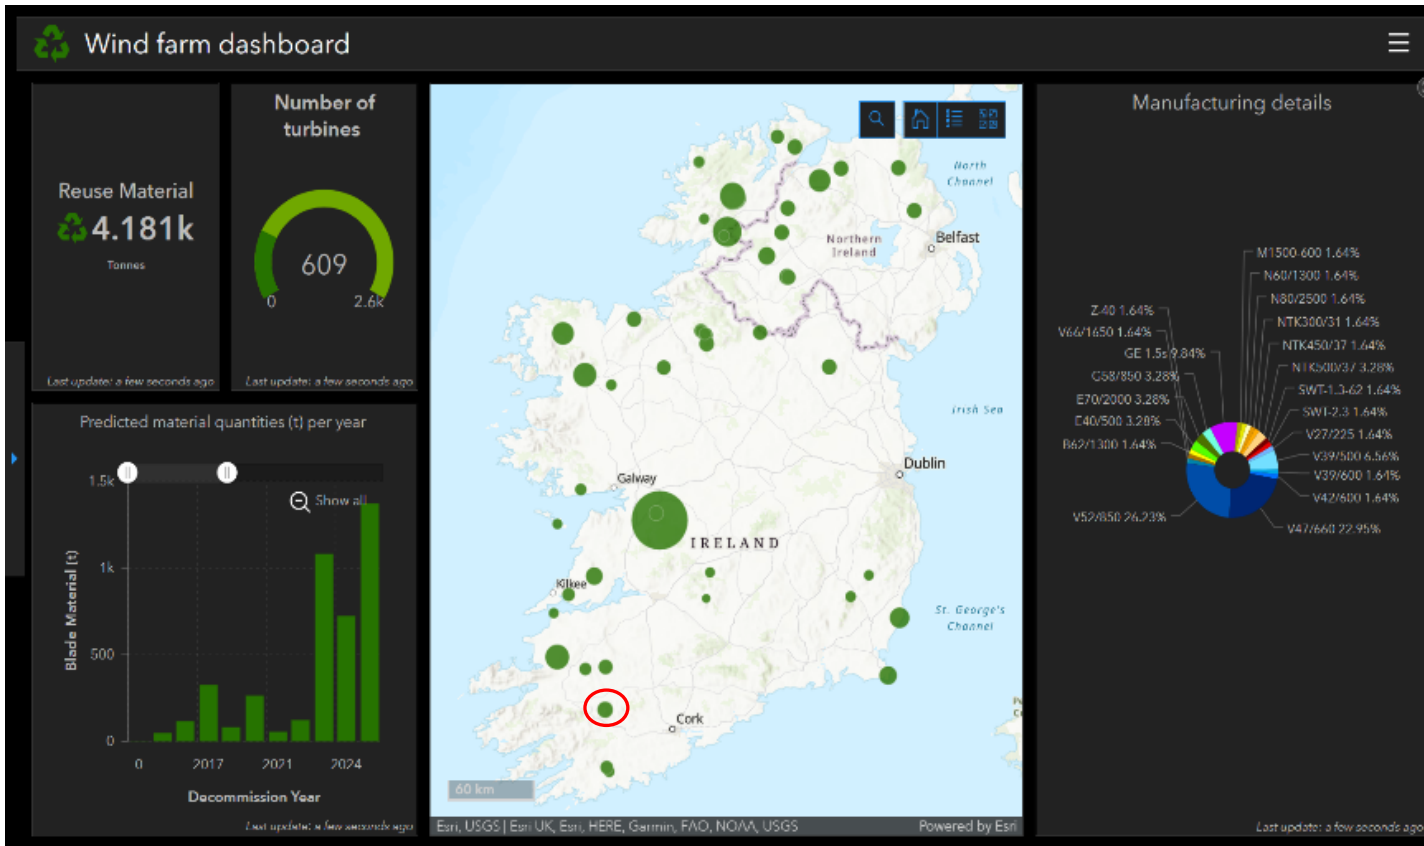 Wind farm dashboard
Reuse Material
4.181k
Tonnes
Last update: a few seconds ago
Number of
turbines
609
0
2.6k
Last update: a few seconds ago
Predicted material quantities (t) per year
Show all
1.5k
1k
500
0
Blade Material (t)
0
2017
2021
2024
Decommission Year
Last update: a few seconds ago
North
Channel
Northern
Ireland
Belfast
Irish Sea
Dublin
Galway
IRELAND
Kilkee
St. George's
Channel
Cork
60 km
Esri, USGS | Esri UK, Esri, HERE, Garmin, FAO, NOAA, USGS
Powered by Esri
Manufacturing details
M1500-600 1.64%
N60/1300 1.64%
N80/2500 1.64%
NTK300/31 1.64%
NTK450/37 1.64%
NTK500/37 3.28%
SWT-1.3-62 1.64%
SWT-2.3 1.64%
V27/225 1.64%
V39/500 6.56%
V39/600 1.64%
V42/600 1.64%
V47/660 22.95%
V52/850 26.23%
B62/1300 1.64%
E40/500 3.28%
E70/2000 3.28%
G58/850 3.28%
GE 1.5s 9.84%
V66/1650 1.64%
Z-40 1.64%
Last update: a few seconds ago